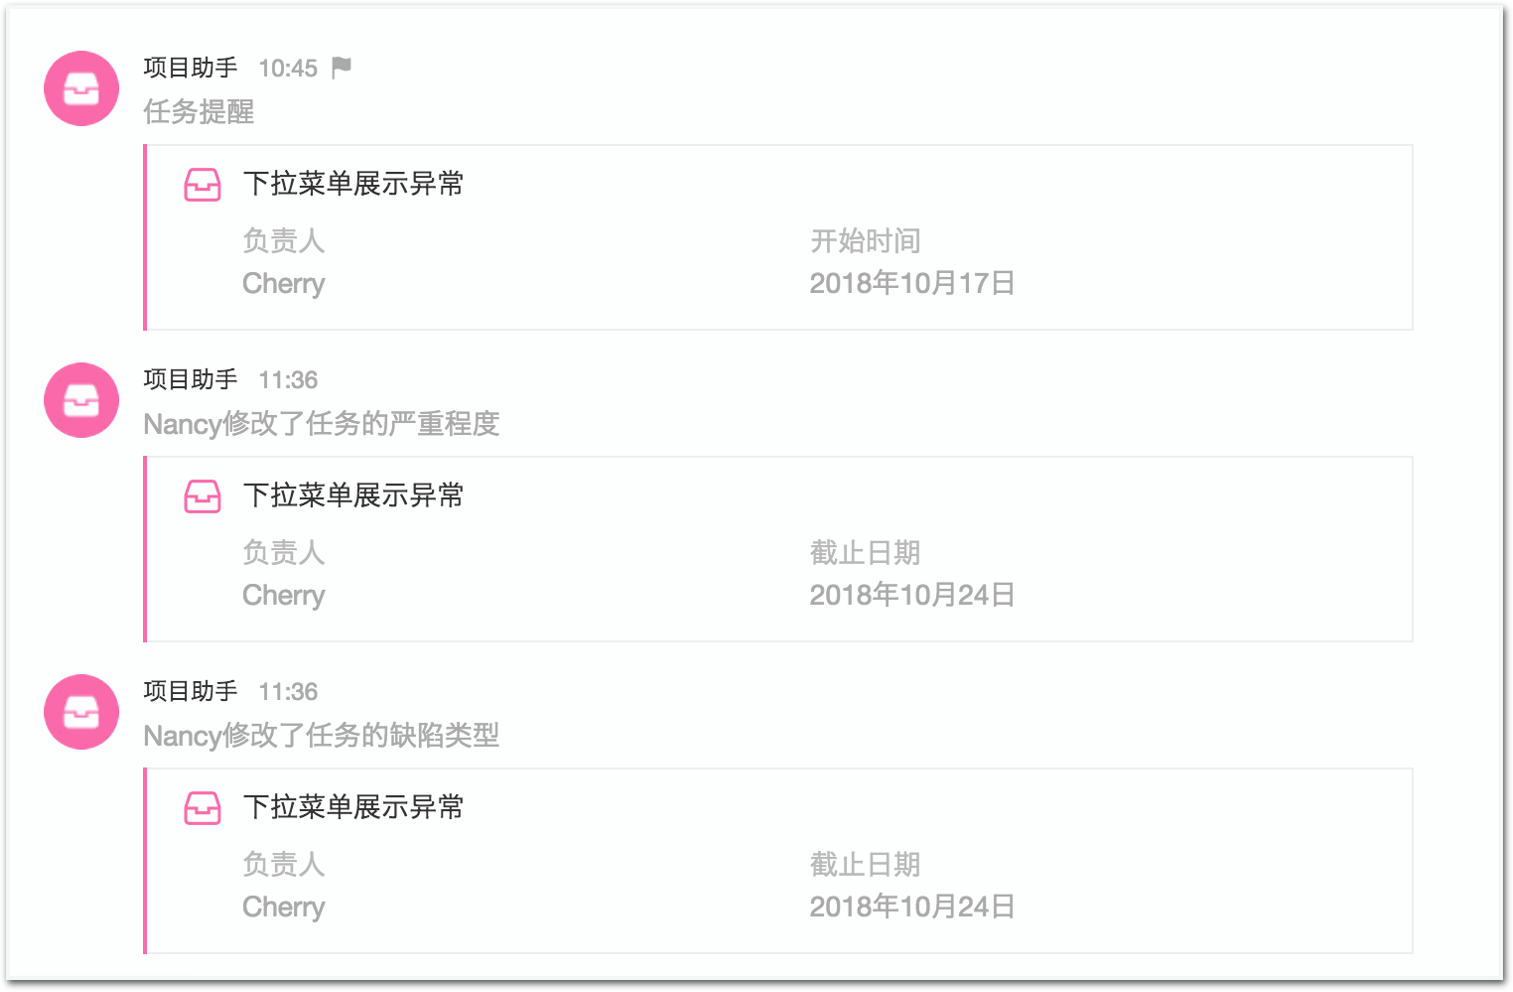 项目助手 10:45
任务提醒
下拉菜单展示异常
负责人 开始时间
Cherry 2018年10月17日
项目助手 11:36
Nancy修改了任务的严重程度
下拉菜单展示异常
负责人 截止日期
Cherry 2018年10月24日
项目助手 11:36
Nancy修改了任务的缺陷类型
下拉菜单展示异常
负责人 截止日期
Cherry 2018年10月24日